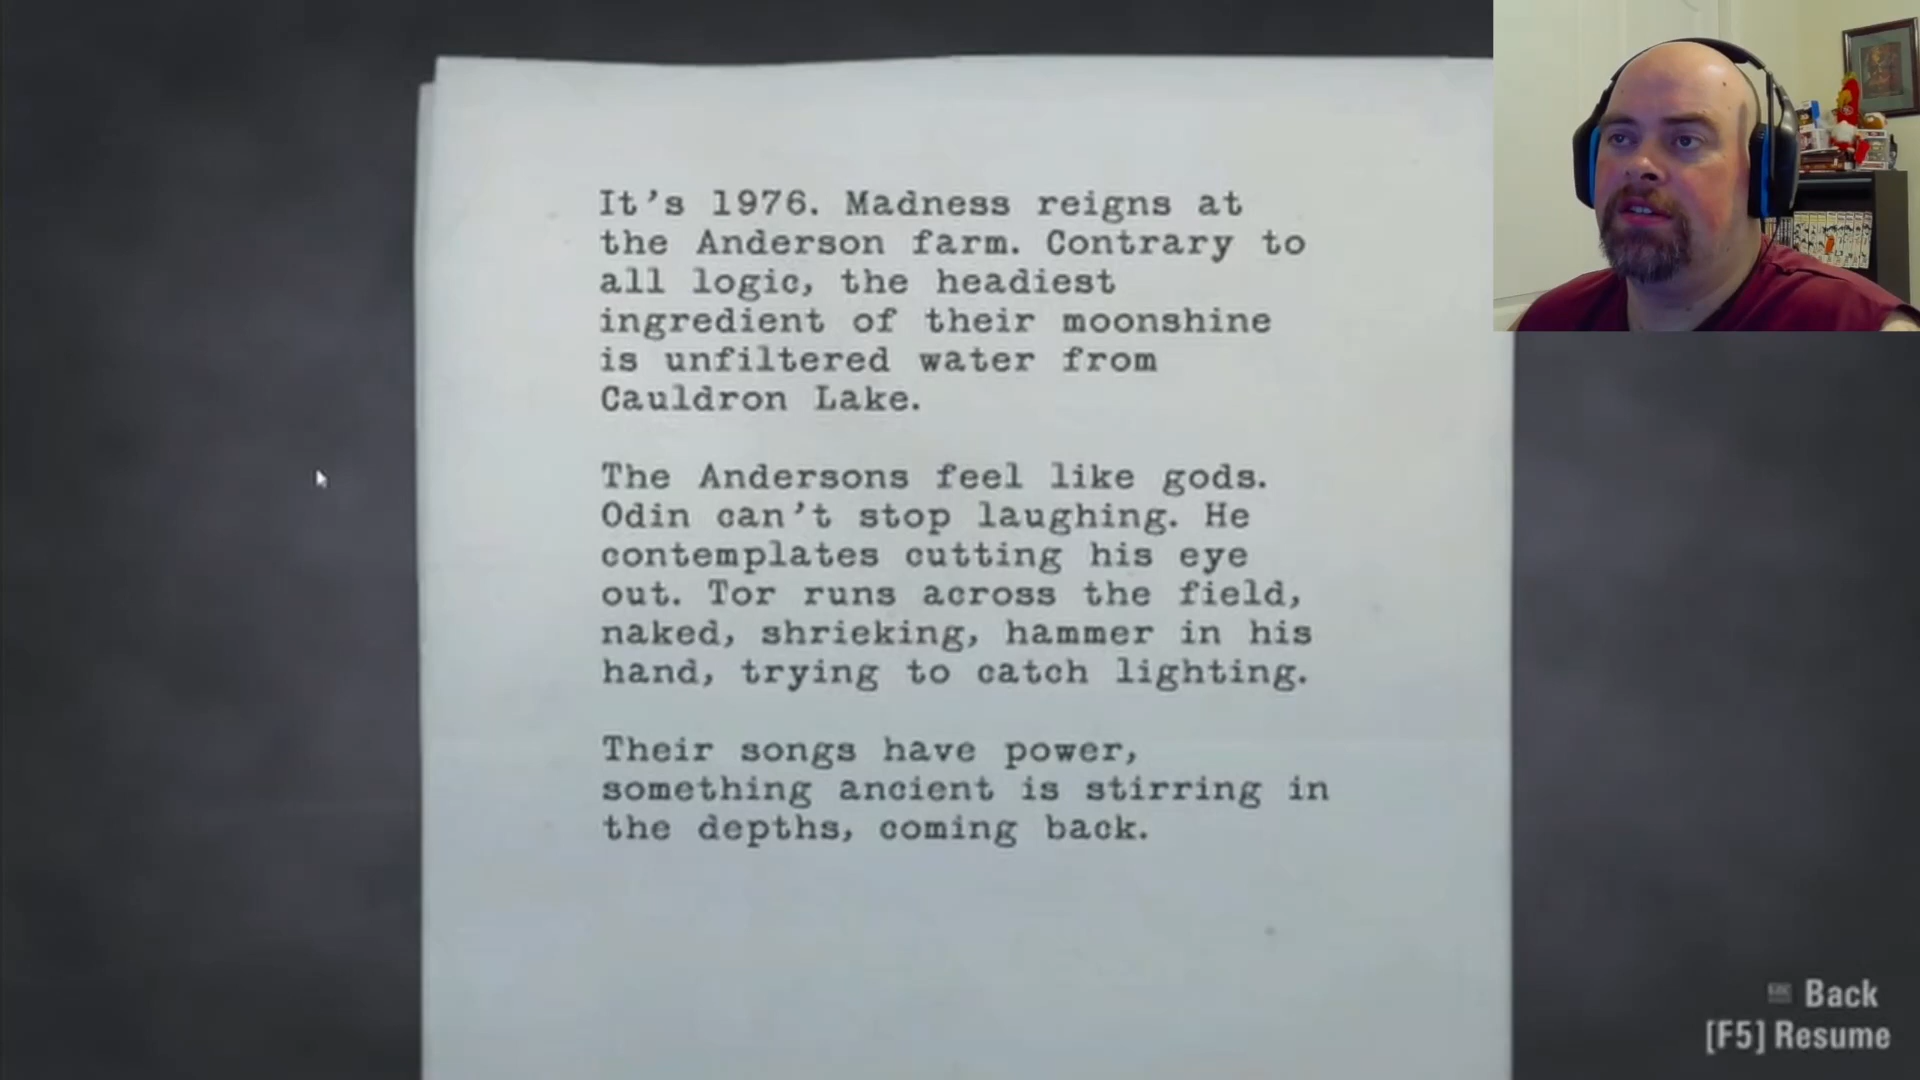 It's 1976. Madness reigns at
the Anderson farm. Contrary to
all logic, the headiest
ingredient of their moonshine
is unfiltered water from
Cauldron Lake.
The Andersons feel like gods.
Odin can't stop laughing. He
contemplates cutting his eye
out. Tor runs across the field,
naked, shrieking, hammer in his
hand, trying to catch lighting.
Their songs have power,
something ancient is stirring in
the depths, coming back.
Back
[F5] Resume